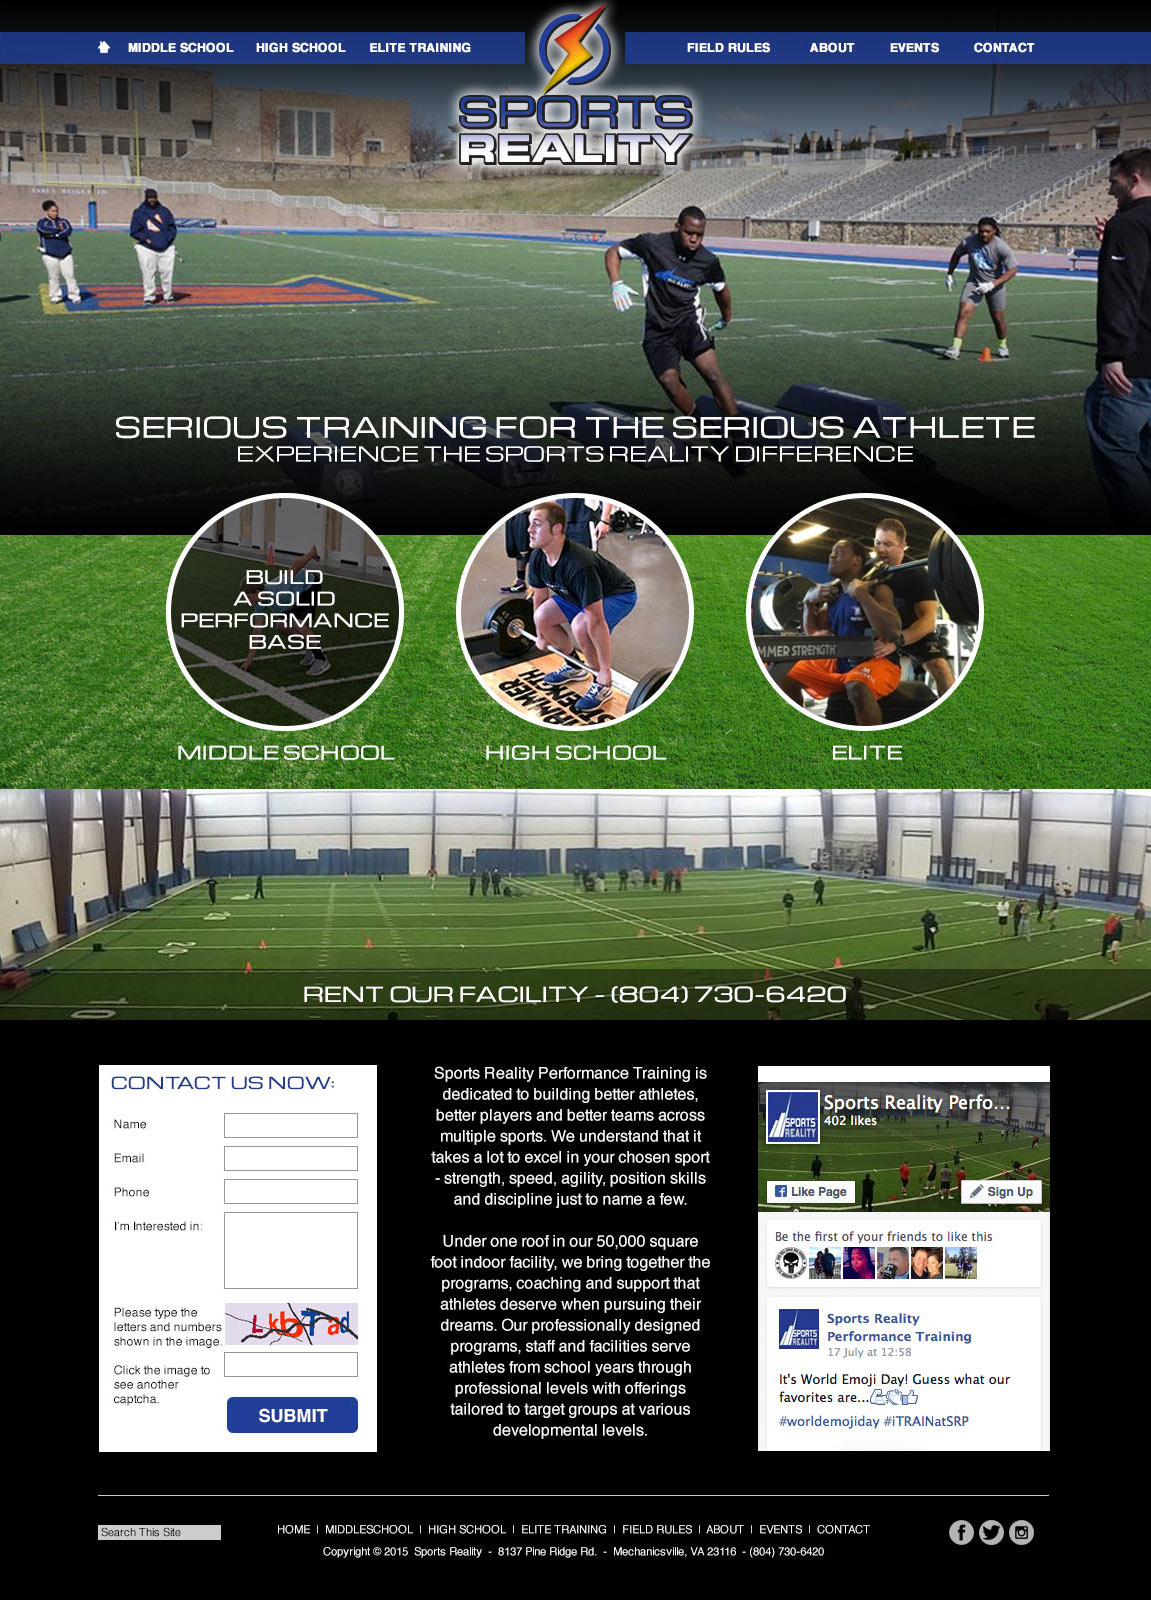 MIDDLE SCHOOL HIGH SCHOOL ELITE TRAINING FIELD RULES ABOUT EVENTS CONTACT
SPORTS
REALITY
SERIOUS TRAINING FOR THE SERIOUS ATHLETE
EXPERIENCE THE SPORTS REALITY DIFFERENCE
BUILD
A SOLID
PERFORMANCE
BASE
MMER STRENGTH
HAMMER
STRENGTH
MIDDLE SCHOOL
HIGH SCHOOL
ELITE
RENT OUR FACILITY - (804) 730-6420
CONTACT US NOW:
Name
Email
Phone
I'm Interested in:
Please type the
letters and numbers
shown in the image.
LkbTad
Click the image to
see another
captcha.
SUBMIT
Sports Reality Performance Training is
dedicated to building better athletes,
better players and better teams across
multiple sports. We understand that it
takes a lot to excel in your chosen sport
- strength, speed, agility, position skills
and discipline just to name a few.
Under one roof in our 50,000 square
foot indoor facility, we bring together the
programs, coaching and support that
athletes deserve when pursuing their
dreams. Our professionally designed
programs, staff and facilities serve
athletes from school years through
professional levels with offerings
tailored to target groups at various
developmental levels.
Sports Reality Perfo...
402 likes
SPORTS
REALITY
Like Page
Sign Up
Be the first of your friends to like this
SPORTS
REALITY
Sports Reality
Performance Training
17 July at 12:58
It's World Emoji Day! Guess what our
favorites are...
#worldemojiday #iTRAINatSRP
Search This Site
HOME | MIDDLESCHOOL | HIGH SCHOOL | ELITE TRAINING | FIELD RULES | ABOUT | EVENTS | CONTACT
Copyright © 2015 Sports Reality - 8137 Pine Ridge Rd. - Mechanicsville, VA 23116 - (804) 730-6420